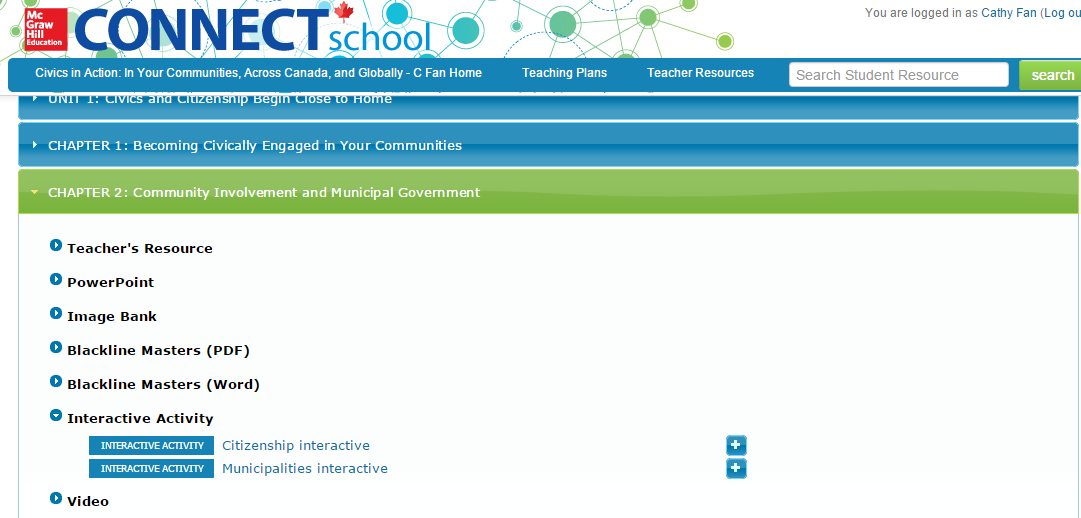 You are logged in as Cathy Fan (Log ou
Mc
Graw
Hill
Education
CONNECT
school
Civics in Action: In Your Communities, Across Canada, and Globally - C Fan Home
Teaching Plans
Teacher Resources
Search Student Resource
search
UNIT 1: Civics and Citizenship Begin Close to Home
CHAPTER 1: Becoming Civically Engaged in Your Communities
CHAPTER 2: Community Involvement and Municipal Government
Teacher's Resource
PowerPoint
Image Bank
Blackline Masters (PDF)
Blackline Masters (Word)
Interactive Activity
INTERACTIVE ACTIVITY Citizenship interactive
INTERACTIVE ACTIVITY Municipalities interactive
Video